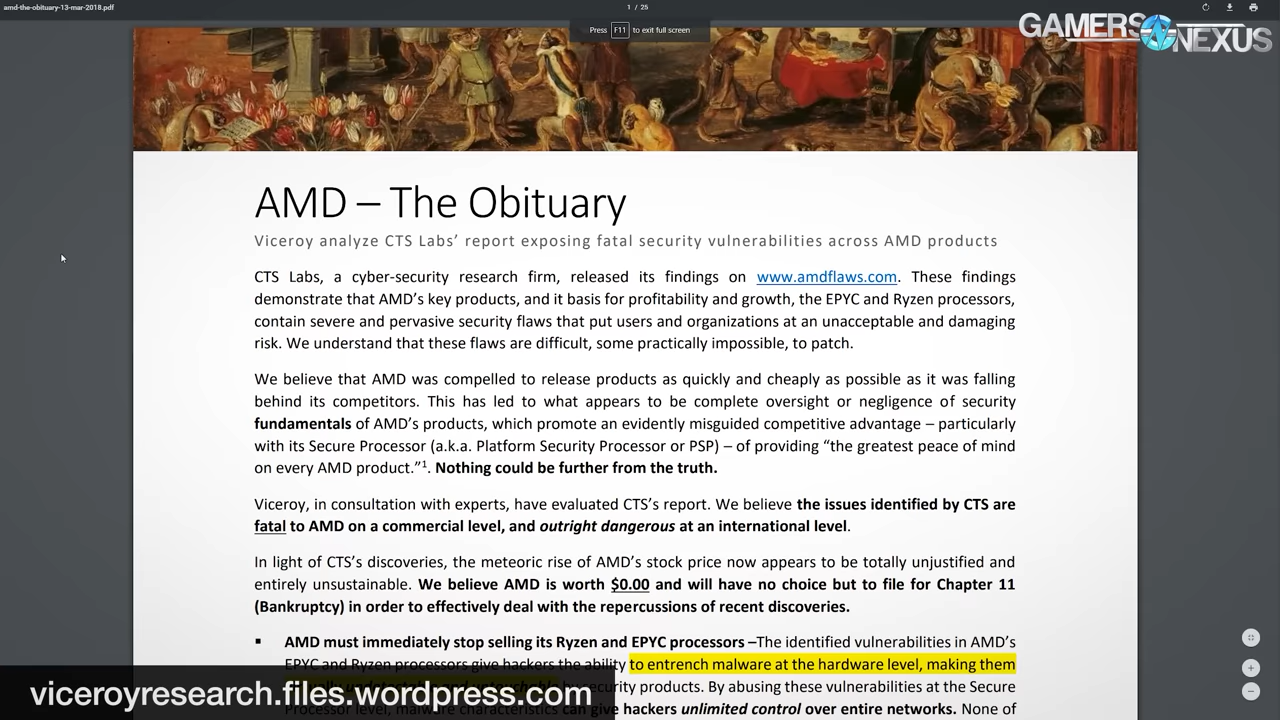 amd-the-obituary-13-mar-2018.pdf
1 / 25
Press F11 to exit full screen
GAMERS NEXUS
AMD – The Obituary
Viceroy analyze CTS Labs' report exposing fatal security vulnerabilities across AMD products
CTS Labs, a cyber-security research firm, released its findings on www.amdflaws.com. These findings
demonstrate that AMD's key products, and it basis for profitability and growth, the EPYC and Ryzen processors,
contain severe and pervasive security flaws that put users and organizations at an unacceptable and damaging
risk. We understand that these flaws are difficult, some practically impossible, to patch.
We believe that AMD was compelled to release products as quickly and cheaply as possible as it was falling
behind its competitors. This has led to what appears to be complete oversight or negligence of security
fundamentals of AMD's products, which promote an evidently misguided competitive advantage – particularly
with its Secure Processor (a.k.a. Platform Security Processor or PSP) – of providing “the greatest peace of mind
on every AMD product.”1. Nothing could be further from the truth.
Viceroy, in consultation with experts, have evaluated CTS's report. We believe the issues identified by CTS are
fatal to AMD on a commercial level, and outright dangerous at an international level.
In light of CTS's discoveries, the meteoric rise of AMD's stock price now appears to be totally unjustified and
entirely unsustainable. We believe AMD is worth $0.00 and will have no choice but to file for Chapter 11
(Bankruptcy) in order to effectively deal with the repercussions of recent discoveries.
▪ AMD must immediately stop selling its Ryzen and EPYC processors –The identified vulnerabilities in AMD's
EPYC and Ryzen processors give hackers the ability to entrench malware at the hardware level, making them
virtually undetectable and untouchable by security products. By abusing these vulnerabilities at the Secure
Processor level, malware characteristics can give hackers unlimited control over entire networks. None of
viceroyresearch.files.wordpress.com